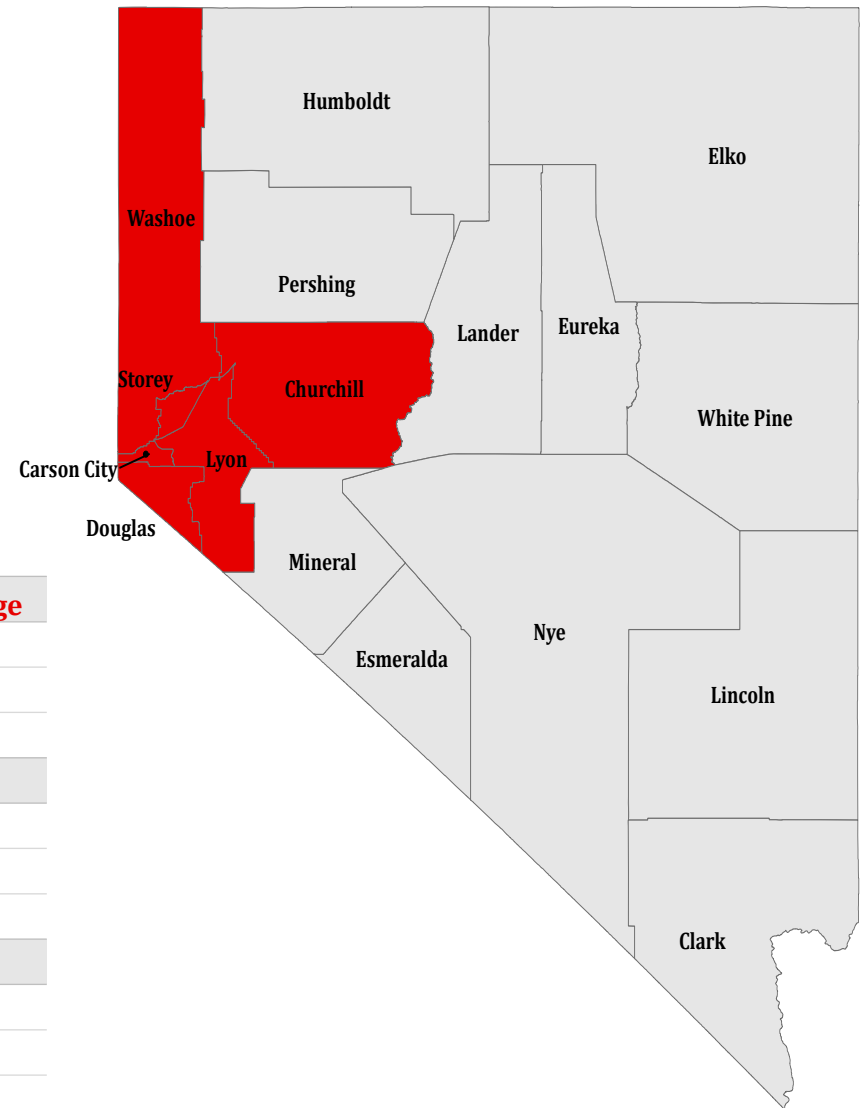 Humboldt
Elko
Washoe
Pershing
Lander
Eureka
Storey
Churchill
White Pine
Lyon
Carson City
Douglas
Mineral
ge
Nye
Esmeralda
Lincoln
Clark